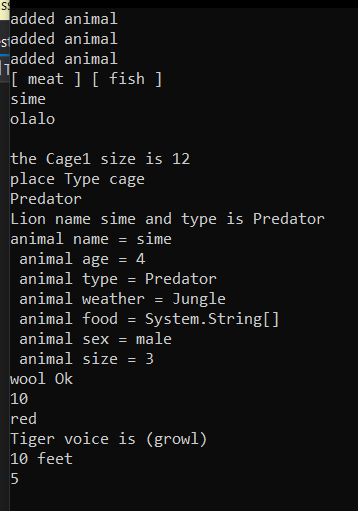 added animal
added animal
added animal
[ meat ] [ fish ]
sime
olalo
the Cage1 size is 12
place Type cage
Predator
Lion name sime and type is Predator
animal name = sime
animal age = 4
animal type = Predator
animal weather = Jungle
animal food = System.String[]
animal sex = male
animal size = 3
wool Ok
10
red
Tiger voice is (growl)
10 feet
5